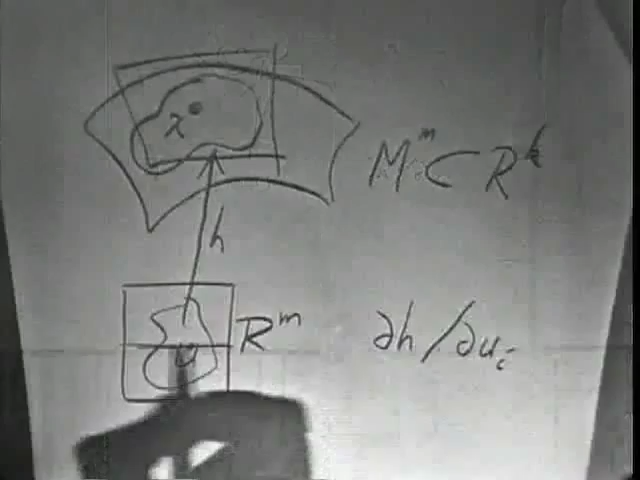 x
M^m ⊂ R^k
h
R^m
∂h/∂u_i
u